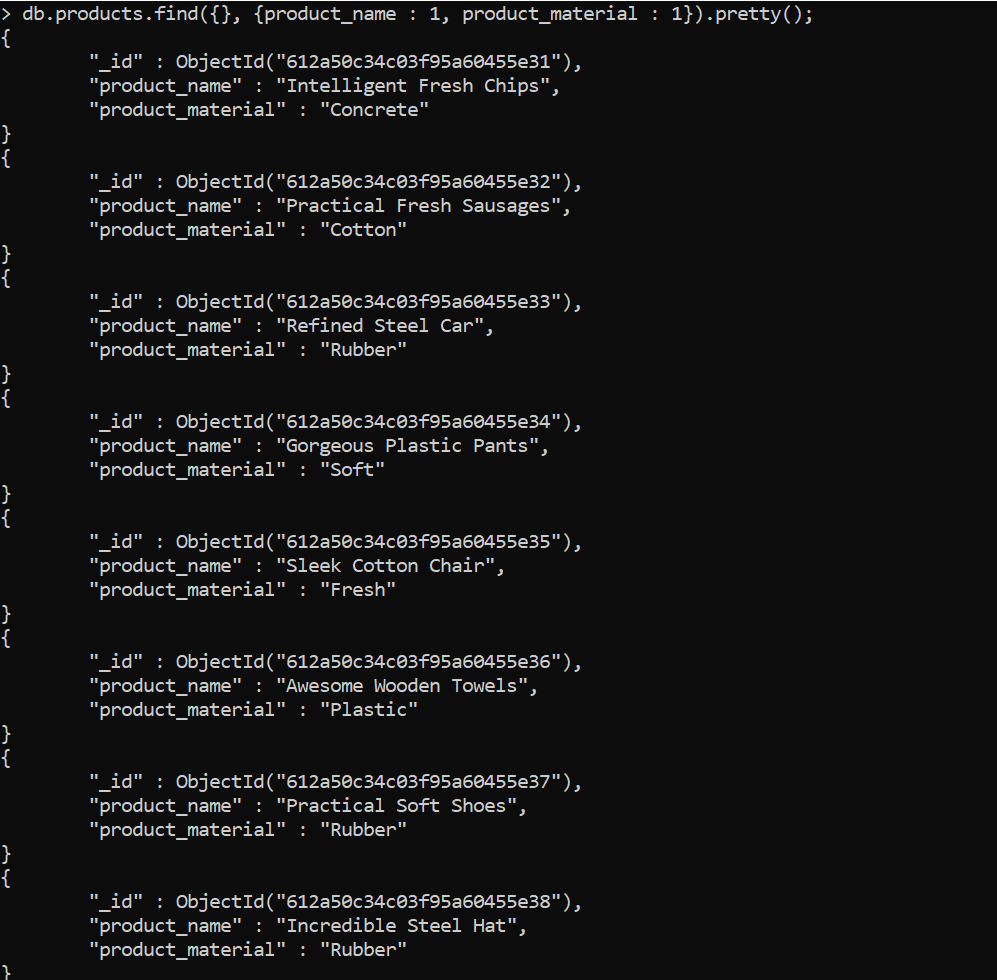 > db.products.find({}, {product_name : 1, product_material : 1}).pretty();
{
        "_id" : ObjectId("612a50c34c03f95a60455e31"),
        "product_name" : "Intelligent Fresh Chips",
        "product_material" : "Concrete"
}
{
        "_id" : ObjectId("612a50c34c03f95a60455e32"),
        "product_name" : "Practical Fresh Sausages",
        "product_material" : "Cotton"
}
{
        "_id" : ObjectId("612a50c34c03f95a60455e33"),
        "product_name" : "Refined Steel Car",
        "product_material" : "Rubber"
}
{
        "_id" : ObjectId("612a50c34c03f95a60455e34"),
        "product_name" : "Gorgeous Plastic Pants",
        "product_material" : "Soft"
}
{
        "_id" : ObjectId("612a50c34c03f95a60455e35"),
        "product_name" : "Sleek Cotton Chair",
        "product_material" : "Fresh"
}
{
        "_id" : ObjectId("612a50c34c03f95a60455e36"),
        "product_name" : "Awesome Wooden Towels",
        "product_material" : "Plastic"
}
{
        "_id" : ObjectId("612a50c34c03f95a60455e37"),
        "product_name" : "Practical Soft Shoes",
        "product_material" : "Rubber"
}
{
        "_id" : ObjectId("612a50c34c03f95a60455e38"),
        "product_name" : "Incredible Steel Hat",
        "product_material" : "Rubber"
}